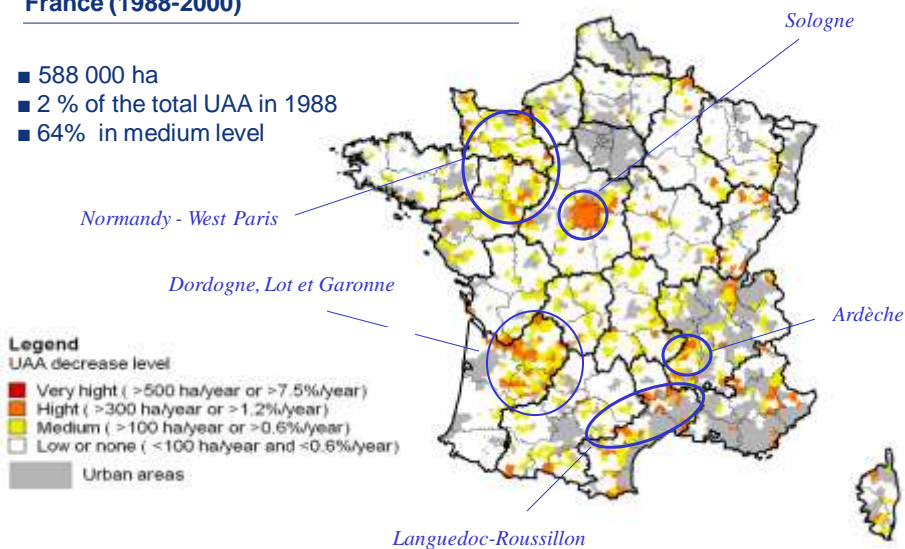 France (1988-2000)
Sologne
■ 588 000 ha
■ 2 % of the total UAA in 1988
■ 64% in medium level
Normandy - West Paris
Dordogne, Lot et Garonne
Ardèche
Legend
UAA decrease level
Very hight ( >500 ha/year or >7.5%/year)
Hight ( >300 ha/year or >1.2%/year)
Medium ( >100 ha/year or >0.6%/year)
Low or none ( <100 ha/year and <0.6%/year)
Urban areas
Languedoc-Roussillon